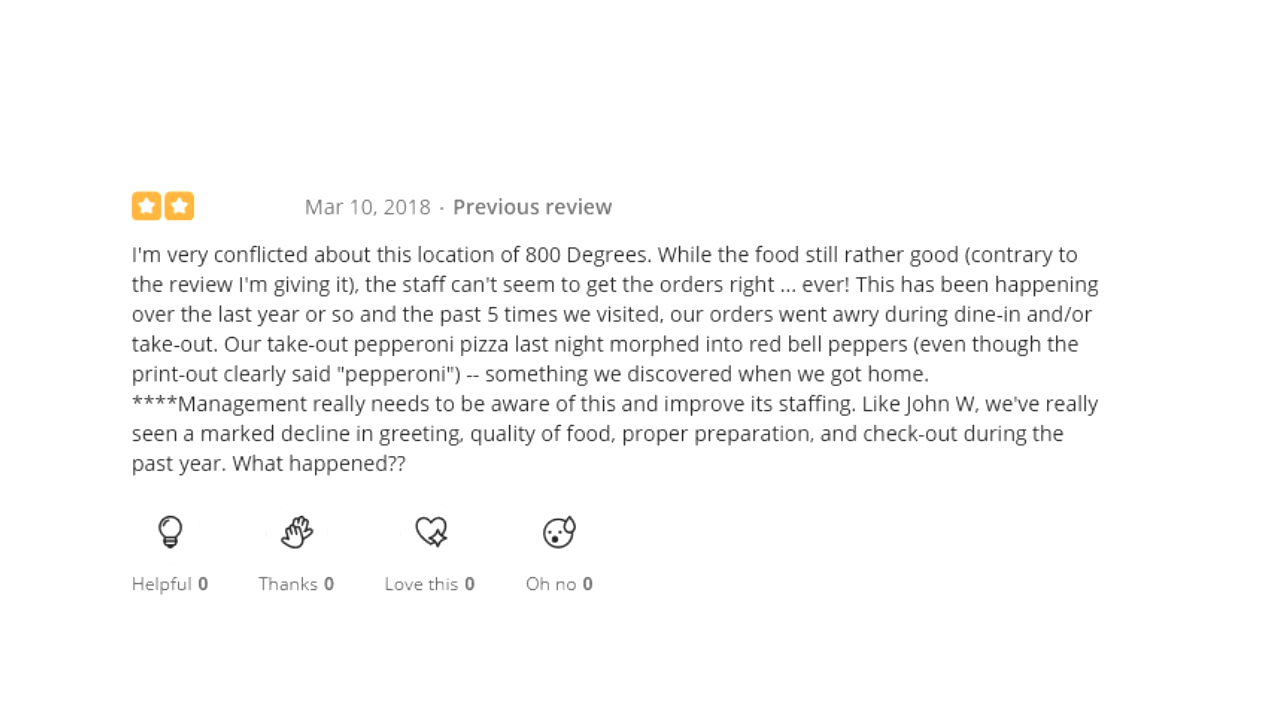 Mar 10, 2018 · Previous review
I'm very conflicted about this location of 800 Degrees. While the food still rather good (contrary to
the review I'm giving it), the staff can't seem to get the orders right ... ever! This has been happening
over the last year or so and the past 5 times we visited, our orders went awry during dine-in and/or
take-out. Our take-out pepperoni pizza last night morphed into red bell peppers (even though the
print-out clearly said "pepperoni") -- something we discovered when we got home.
****Management really needs to be aware of this and improve its staffing. Like John W, we've really
seen a marked decline in greeting, quality of food, proper preparation, and check-out during the
past year. What happened??
Helpful 0 Thanks 0 Love this 0 Oh no 0